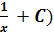 1/x + C)